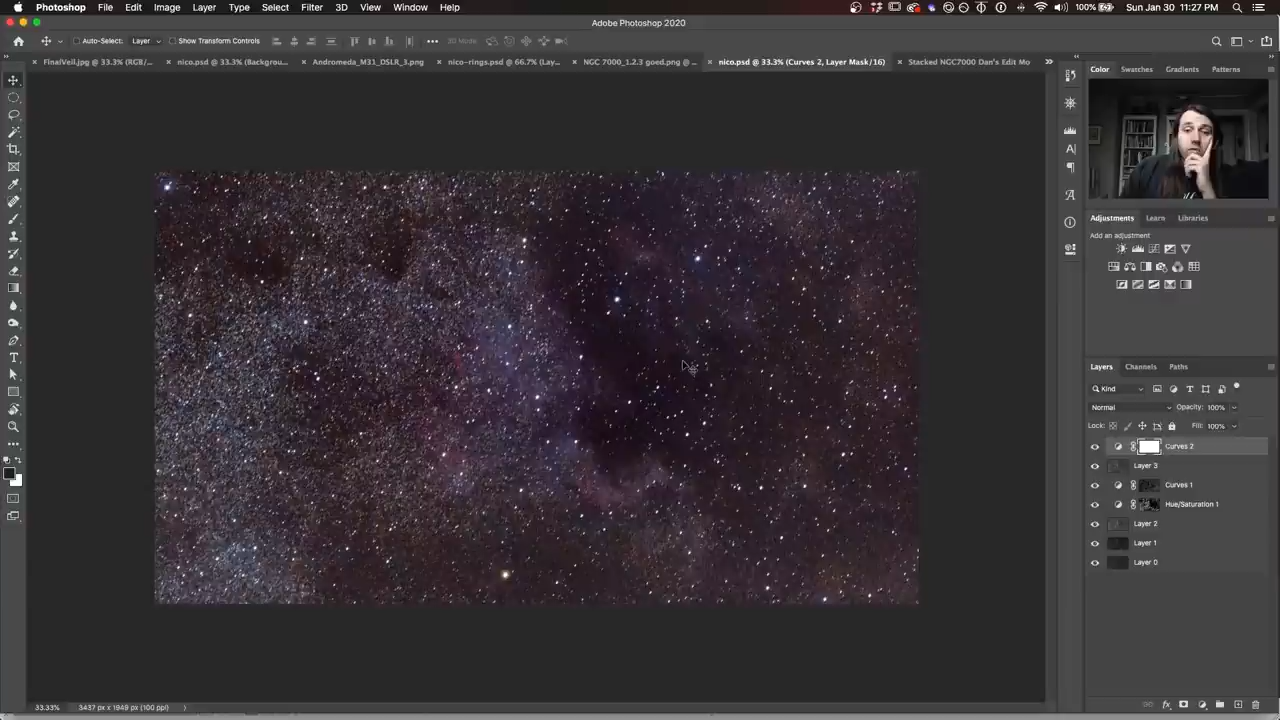 Photoshop File Edit Image Layer Type Select Filter 3D View Window Help 100% Sun Jan 30 11:27 PM
Adobe Photoshop 2020
Auto-Select: Layer Show Transform Controls 3D Mode:
FinalVeil.jpg @ 33.3% (RGB/... nico.psd @ 33.3% (Backgrou... Andromeda_M31_DSLR_3.png nico-rings.psd @ 66.7% (Lay... NGC 7000_1.2.3 goed.png @ ... nico.psd @ 33.3% (Curves 2, Layer Mask/16) Stacked NGC7000 Dan's Edit Mo
Color Swatches Gradients Patterns
Adjustments Learn Libraries
Add an adjustment
Layers Channels Paths
Kind
Normal Opacity: 100%
Lock: Fill: 100%
Curves 2
Layer 3
Curves 1
Hue/Saturation 1
Layer 2
Layer 1
Layer 0
33.33% 3437 px x 1949 px (100 ppi)